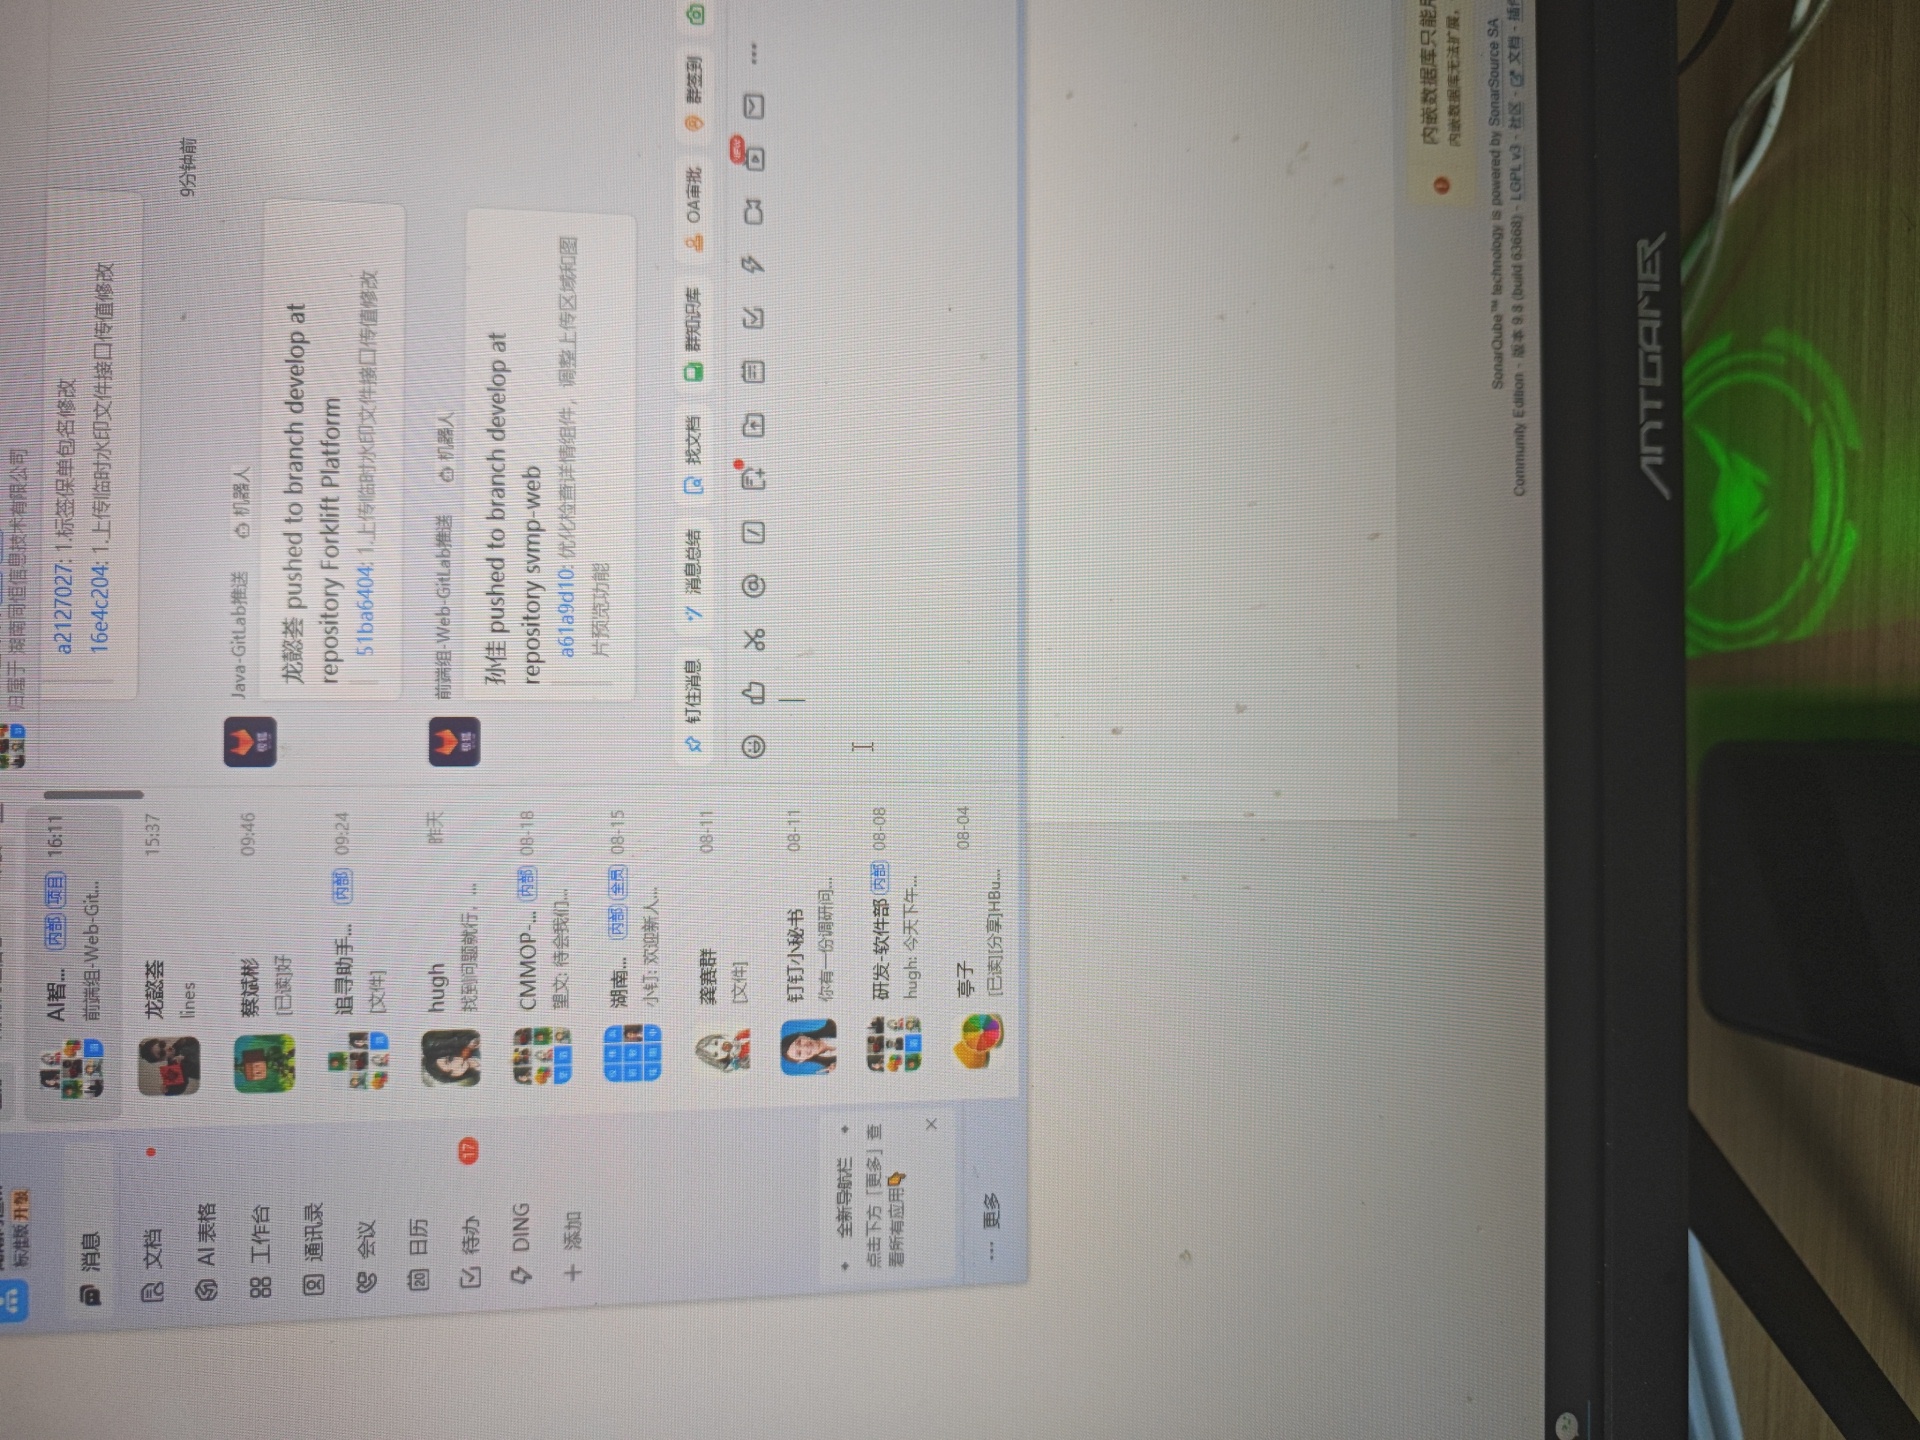 标准版 升级
消息
文档
AI 表格
工作台
通讯录
20 日历
会议
待办 17
DING
添加
全新导航栏
点击下方「更多」查
看所有应用
更多
AI智... 内部 项目 16:11
前端组-Web-Git...
龙懿荟 15:37
lines
蔡斌彬 09:46
[已读]好
追寻助手... 内部 09:24
[文件]
hugh 昨天
找到问题就行，...
CMMOP-... 内部 08-18
望文: 待会我们...
湖南... 内部 全员 08-15
小钉: 欢迎新人...
龚赛群 08-11
[文件]
钉钉小秘书 08-11
你有一份调研问...
研发-软件部 内部 08-08
hugh: 今天下午...
亭子 08-04
[已读][分享]HBu...
归属于 湖南同恒信息技术有限公司
a2127027: 1.标签保单包名修改
16e4c204: 1.上传临时水印文件接口传值修改
9分钟前
极狐
Java-GitLab推送 机器人
龙懿荟 pushed to branch develop at
repository Forklift Platform
51ba6404: 1.上传临时水印文件接口传值修改
极狐
前端组-Web-GitLab推送 机器人
孙佳 pushed to branch develop at
repository svmp-web
a61a9d10: 优化检查详情组件，调整上传区域和图
片预览功能
钉住消息 消息总结 找文档 群知识库 OA审批 群签到
内嵌数据库只能
内嵌数据库无法扩展，
SonarQube™ technology is powered by SonarSource SA
Community Edition - 版本 9.8 (build 63668) - LGPL v3 - 社区 - 文档 - 插件
ANTGAMER